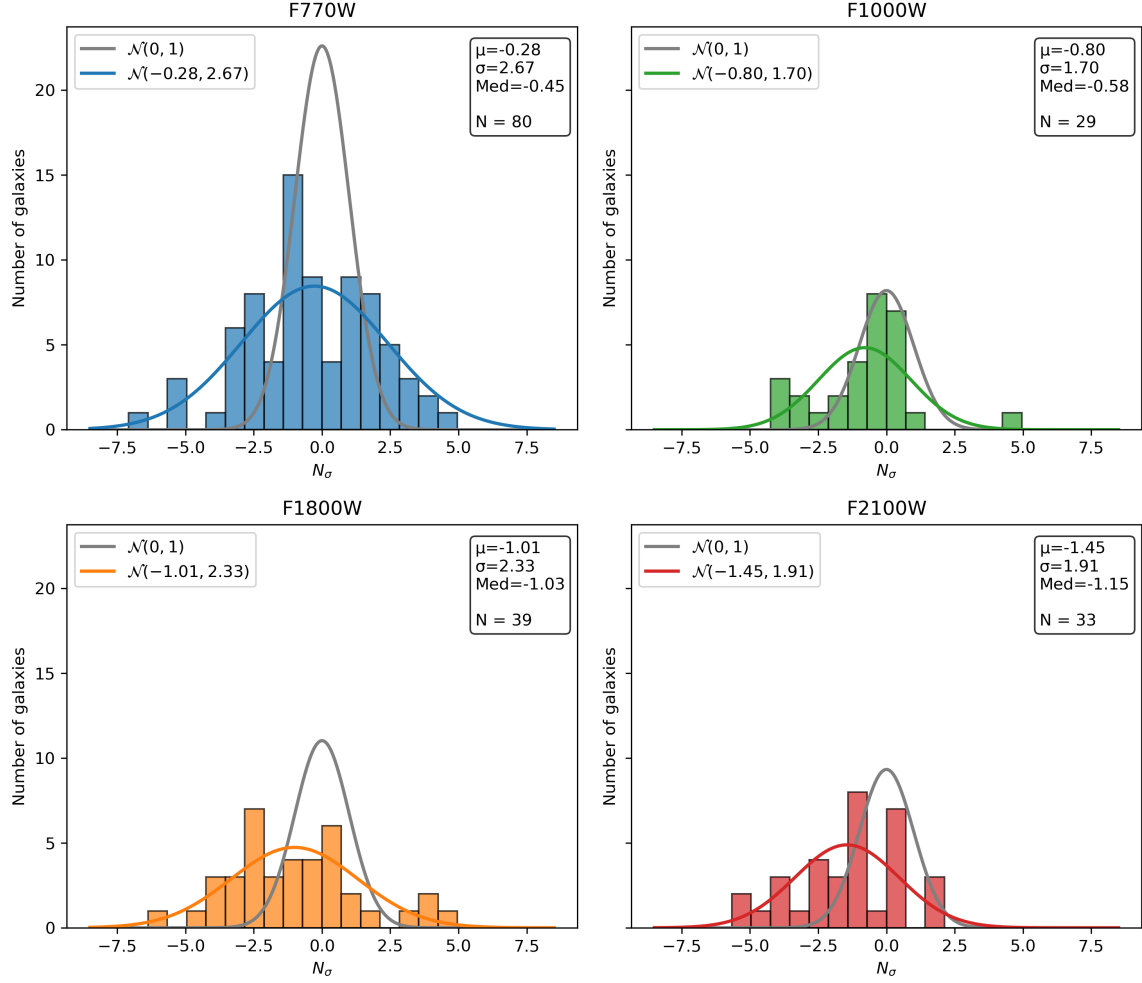 F770W
𝒩(0, 1)
𝒩(−0.28, 2.67)
μ=-0.28
σ=2.67
Med=-0.45
N = 80
Number of galaxies
20
15
10
5
0
−7.5 −5.0 −2.5 0.0 2.5 5.0 7.5
Nσ
F1000W
𝒩(0, 1)
𝒩(−0.80, 1.70)
μ=-0.80
σ=1.70
Med=-0.58
N = 29
Number of galaxies
−7.5 −5.0 −2.5 0.0 2.5 5.0 7.5
Nσ
F1800W
𝒩(0, 1)
𝒩(−1.01, 2.33)
μ=-1.01
σ=2.33
Med=-1.03
N = 39
Number of galaxies
20
15
10
5
0
−7.5 −5.0 −2.5 0.0 2.5 5.0 7.5
Nσ
F2100W
𝒩(0, 1)
𝒩(−1.45, 1.91)
μ=-1.45
σ=1.91
Med=-1.15
N = 33
Number of galaxies
−7.5 −5.0 −2.5 0.0 2.5 5.0 7.5
Nσ